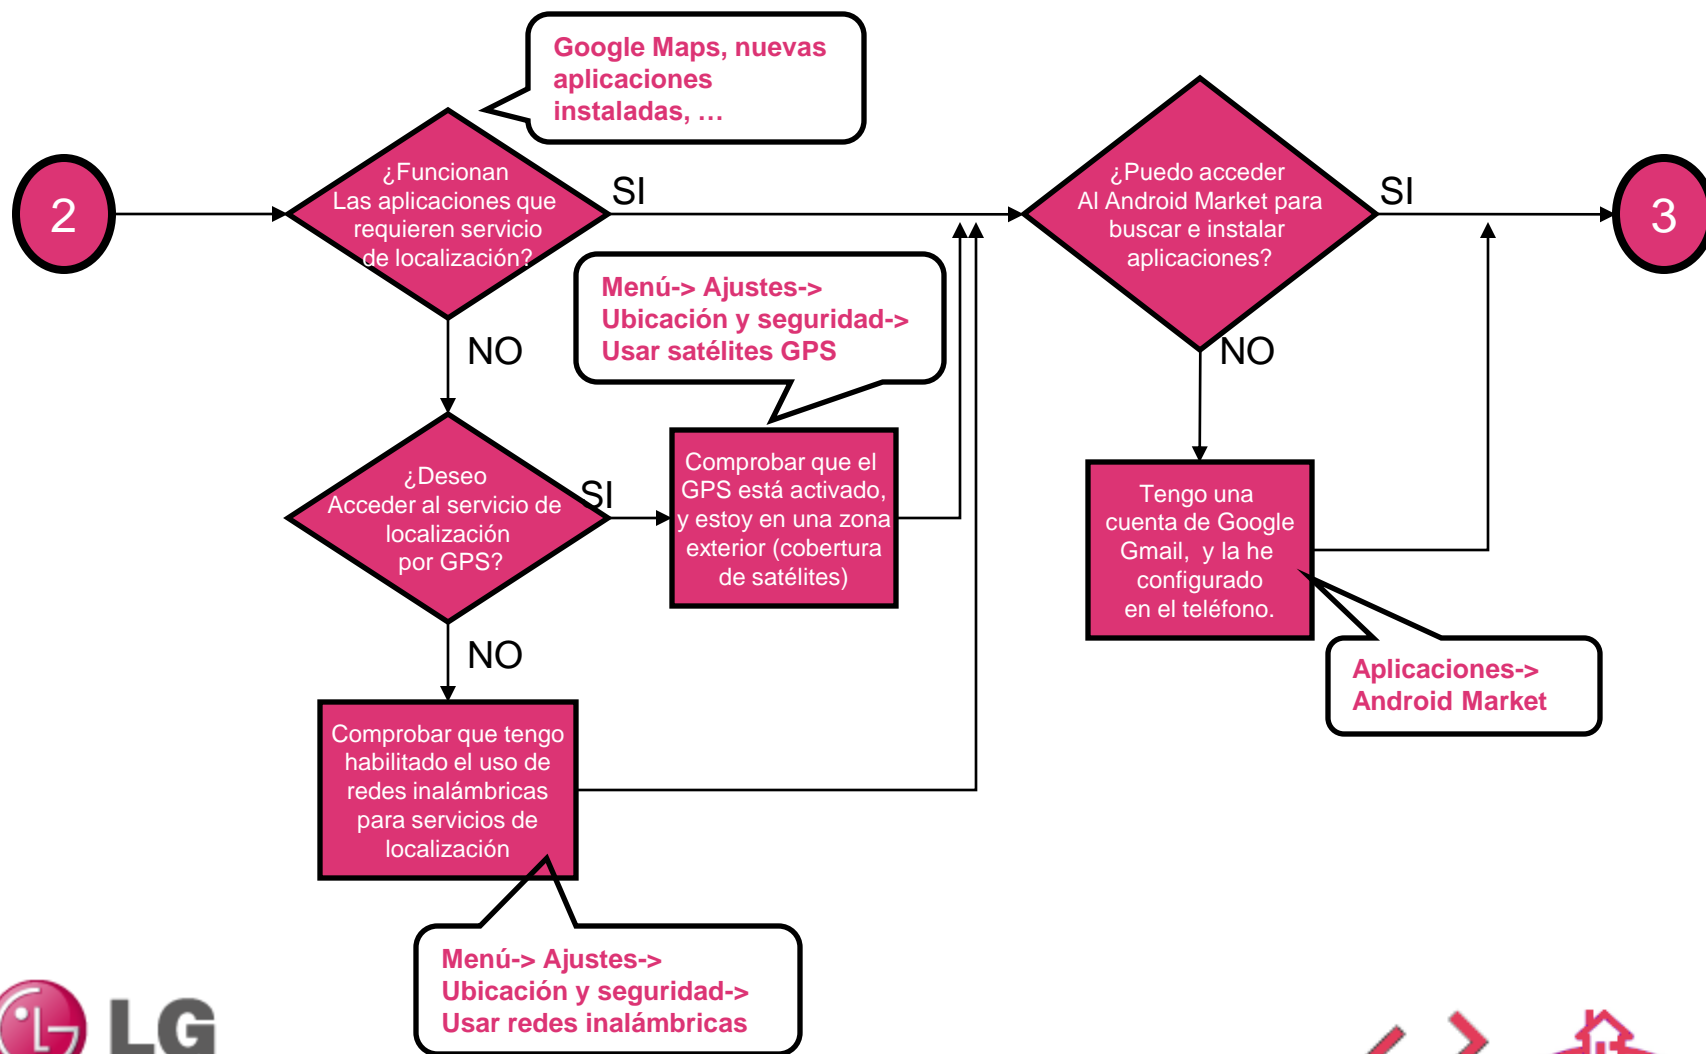 Google Maps, nuevas
aplicaciones
instaladas, …
2
¿Funcionan
Las aplicaciones que
requieren servicio
de localización?
SI
¿Puedo acceder
Al Android Market para
buscar e instalar
aplicaciones?
SI
3
NO
Menú-> Ajustes->
Ubicación y seguridad->
Usar satélites GPS
NO
¿Deseo
Acceder al servicio de
localización
por GPS?
SI
Comprobar que el
GPS está activado,
y estoy en una zona
exterior (cobertura
de satélites)
Tengo una
cuenta de Google
Gmail, y la he
configurado
en el teléfono.
NO
Aplicaciones->
Android Market
Comprobar que tengo
habilitado el uso de
redes inalámbricas
para servicios de
localización
Menú-> Ajustes->
Ubicación y seguridad->
Usar redes inalámbricas
LG